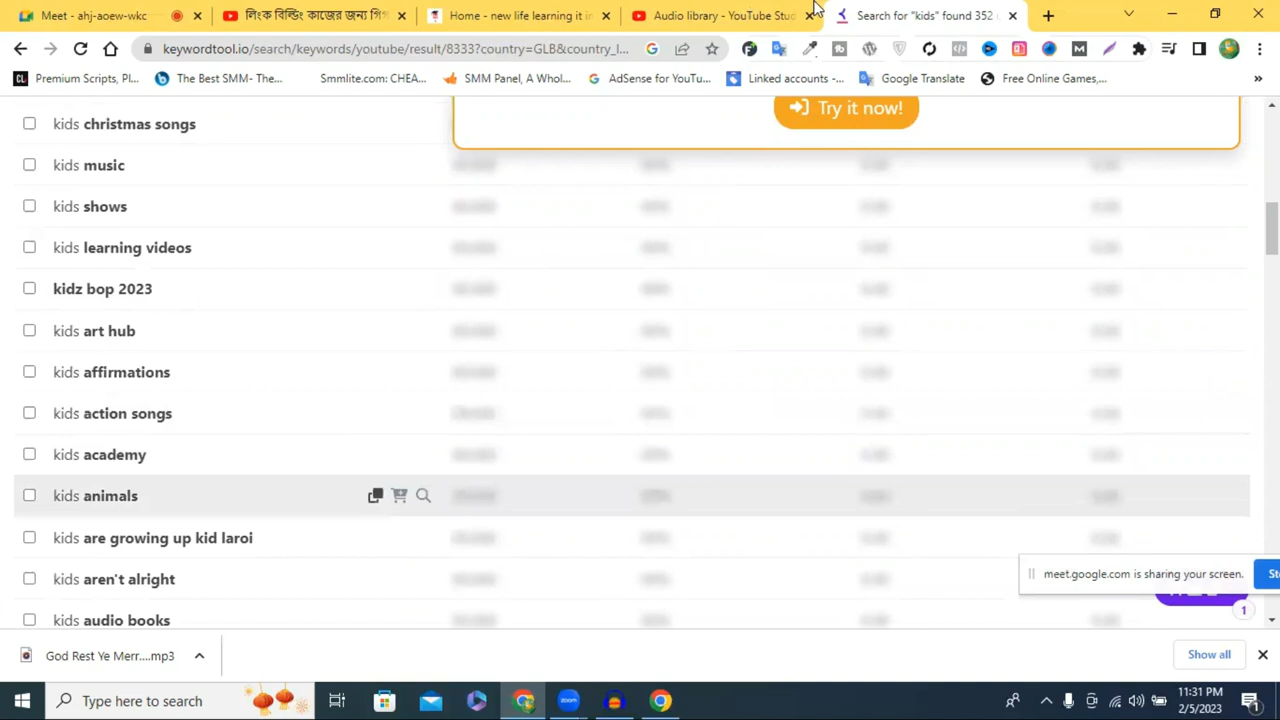 Meet - ahj-aoew-wkc
লিংক বিল্ডিং কাজের জন্য গিগ
Home - new life learning it in
Audio library - YouTube Stud
Search for "kids" found 352
keywordtool.io/search/keywords/youtube/result/8333?country=GLB&country_l...
Premium Scripts, Pl...
The Best SMM- The...
Smmlite.com: CHEA...
SMM Panel, A Whol...
AdSense for YouTu...
Linked accounts -...
Google Translate
Free Online Games,...
»
Try it now!
kids christmas songs
kids music
kids shows
kids learning videos
kidz bop 2023
kids art hub
kids affirmations
kids action songs
kids academy
kids animals
kids are growing up kid laroi
kids aren't alright
kids audio books
meet.google.com is sharing your screen.
St
1
God Rest Ye Merr....mp3
Show all
Type here to search
zoom
11:31 PM
2/5/2023
1